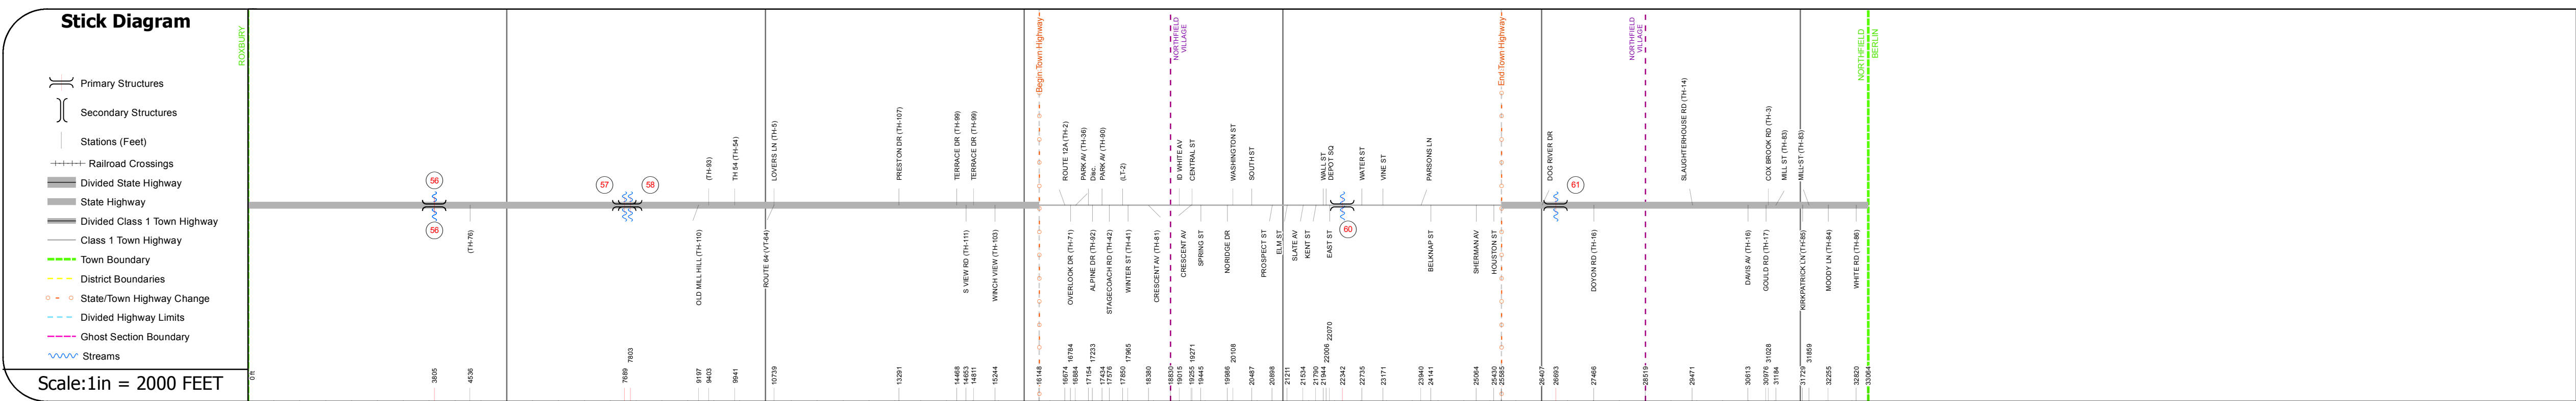 Stick Diagram
Primary Structures
Secondary Structures
Stations (Feet)
Railroad Crossings
Divided State Highway
State Highway
Divided Class 1 Town Highway
Class 1 Town Highway
Town Boundary
District Boundaries
State/Town Highway Change
Divided Highway Limits
Ghost Section Boundary
Streams
Scale:1in = 2000 FEET
ROXBURY
Begin Town Highway
NORTHFIELD
VILLAGE
End Town Highway
NORTHFIELD
VILLAGE
NORTHFIELD
BERLIN
(TH-93)
TH 54 (TH-54)
LOVERS LN (TH-5)
PRESTON DR (TH-107)
TERRACE DR (TH-99)
TERRACE DR (TH-99)
ROUTE 12A (TH-2)
PARK AV (TH-36)
Disc.
PARK AV (TH-90)
(LT-2)
ID WHITE AV
CENTRAL ST
WASHINGTON ST
SOUTH ST
WALL ST
DEPOT SQ
WATER ST
VINE ST
PARSONS LN
DOG RIVER DR
SLAUGHTERHOUSE RD (TH-14)
COX BROOK RD (TH-3)
MILL ST (TH-83)
MILL ST (TH-83)
56
57
58
61
56
60
(TH-76)
OLD MILL HILL (TH-110)
ROUTE 64 (VT-64)
S VIEW RD (TH-111)
WINCH VIEW (TH-103)
OVERLOOK DR (TH-71)
ALPINE DR (TH-92)
STAGECOACH RD (TH-42)
WINTER ST (TH-41)
CRESCENT AV (TH-81)
CRESCENT AV
SPRING ST
NORIDGE DR
PROSPECT ST
ELM ST
SLATE AV
KENT ST
EAST ST
BELKNAP ST
SHERMAN AV
HOUSTON ST
DOYON RD (TH-16)
DAVIS AV (TH-16)
GOULD RD (TH-17)
KIRKPATRICK LN (TH-85)
MOODY LN (TH-84)
WHITE RD (TH-86)
0 ft
3805
4536
7689
7803
9197
9403
9941
10739
13291
14468
14653
14811
15244
16148
16674
16784
16884
17154
17233
17434
17576
17850
17965
18380
18830
19015
19255
19271
19445
19986
20108
20487
20898
21211
21534
21790
21944
22006
22070
22342
22735
23171
23940
24141
25064
25430
25585
26407
26693
27466
28519
29471
30613
30976
31028
31184
31729
31859
32255
32820
33064